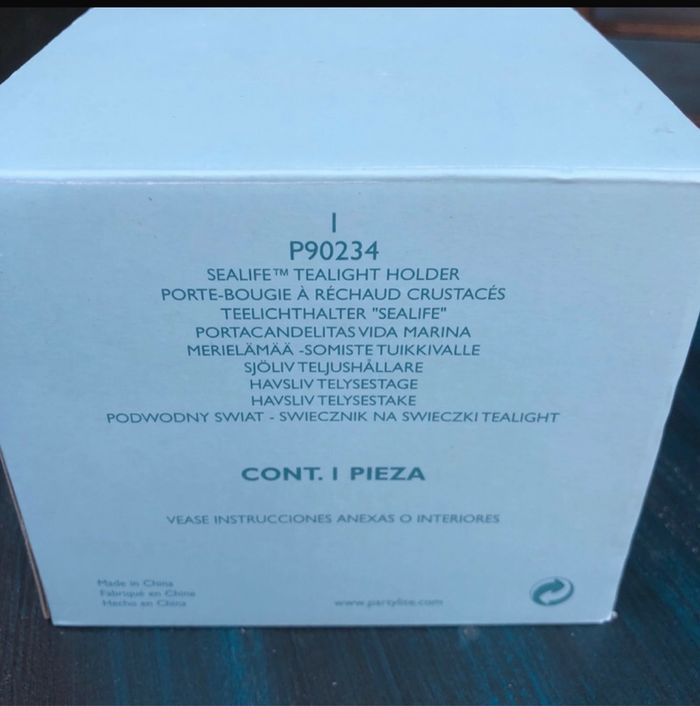 1
P90234
SEALIFE™ TEALIGHT HOLDER
PORTE-BOUGIE À RÉCHAUD CRUSTACÉS
TEELICHTHALTER "SEALIFE"
PORTACANDELITAS VIDA MARINA
MERIELÄMÄÄ -SOMISTE TUIKKIVALLE
SJÖLIV TELJUSHÅLLARE
HAVSLIV TELYSESTAGE
HAVSLIV TELYSESTAKE
PODWODNY SWIAT - SWIECZNIK NA SWIECZKI TEALIGHT
CONT. 1 PIEZA
VEASE INSTRUCCIONES ANEXAS O INTERIORES
Made in China
Fabriqué en Chine
Hecho en China
www.partylite.com